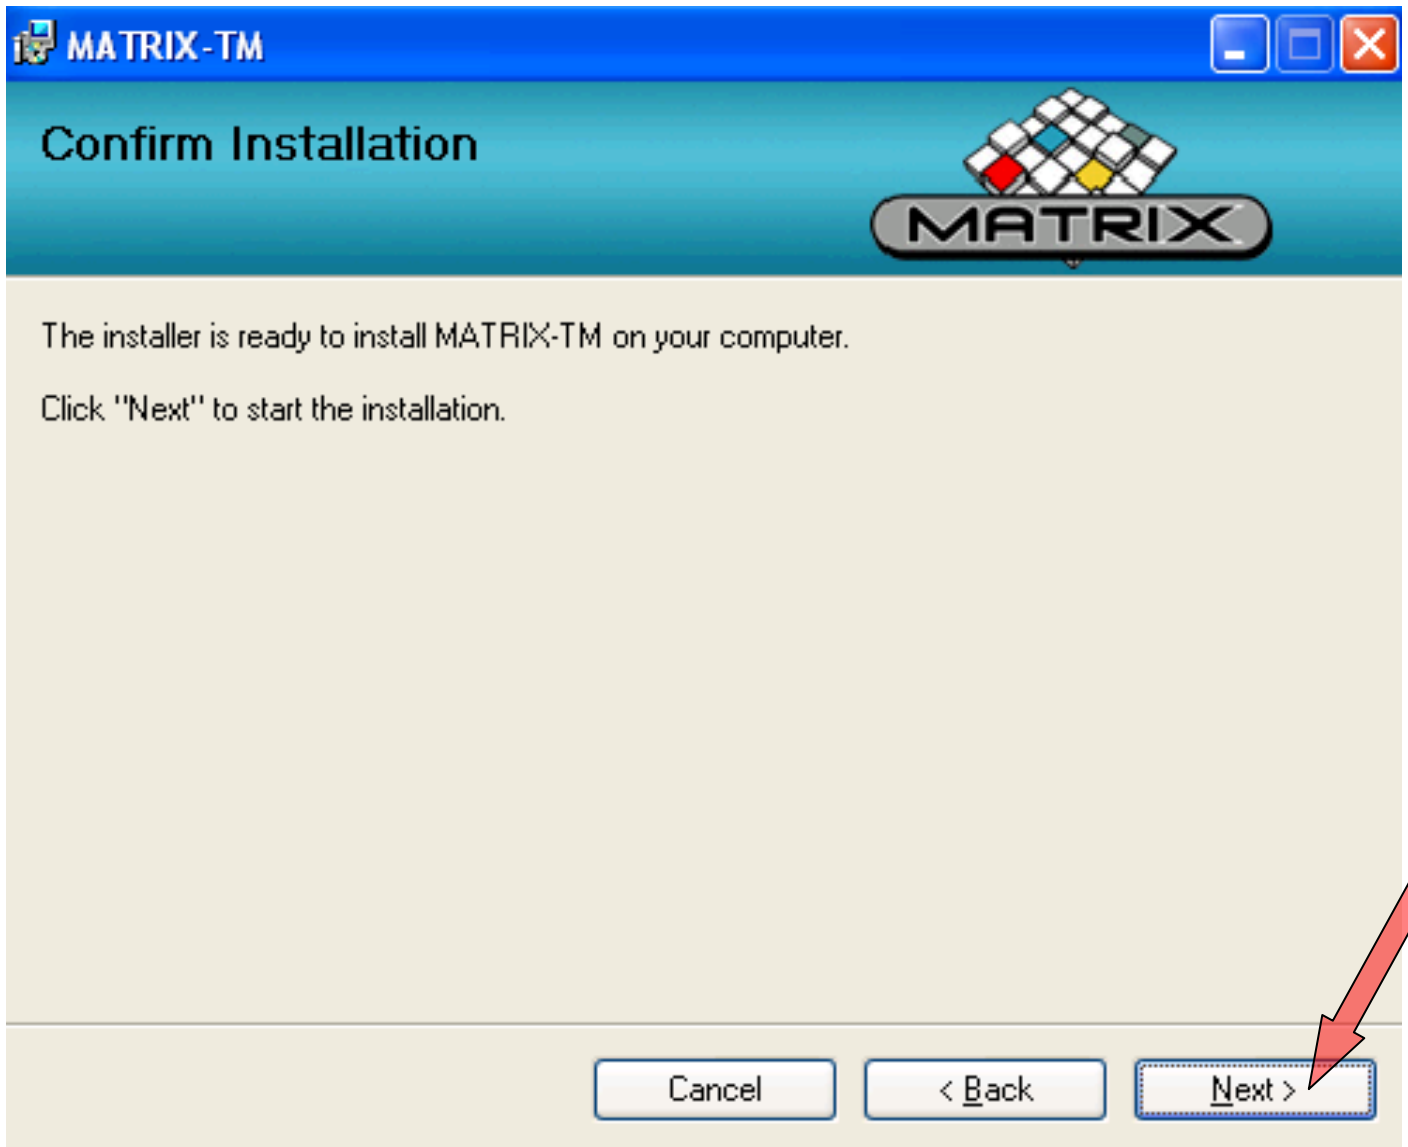 MATRIX-TM
Confirm Installation
MATRIX
The installer is ready to install MATRIX-TM on your computer.
Click "Next" to start the installation.
Cancel
< Back
Next >